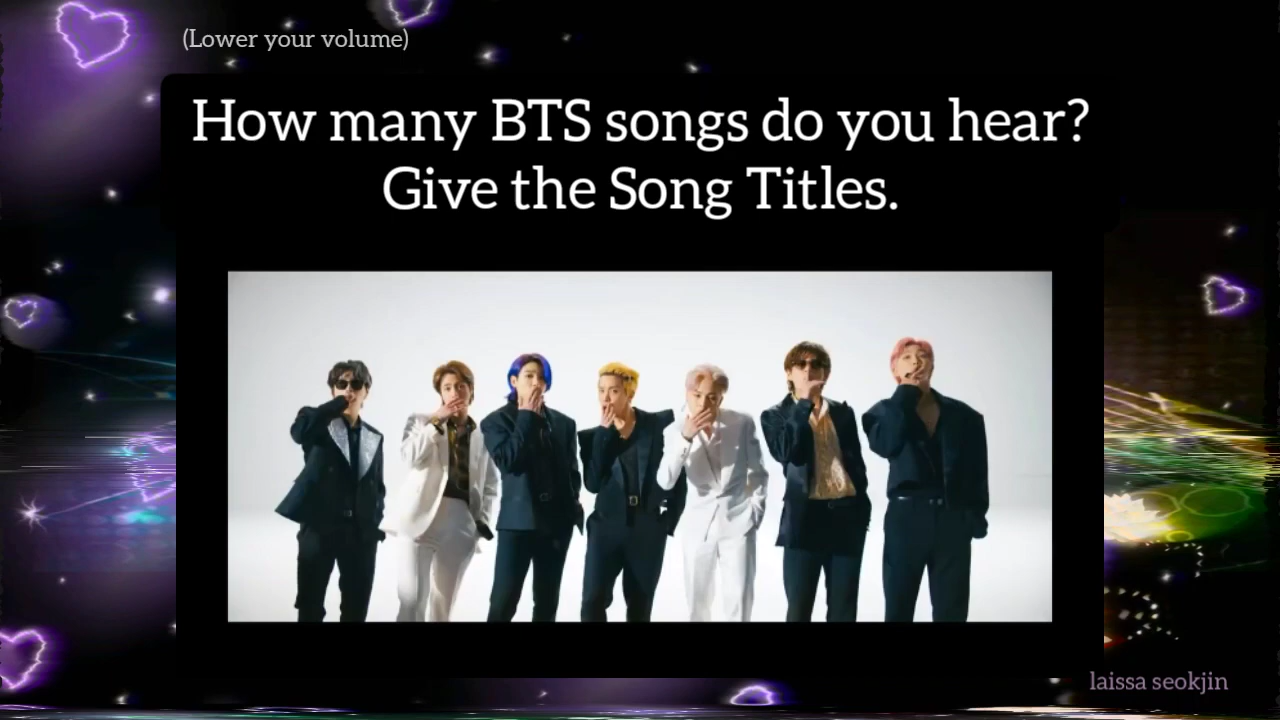 (Lower your volume)
How many BTS songs do you hear?
Give the Song Titles.
laissa seokjin